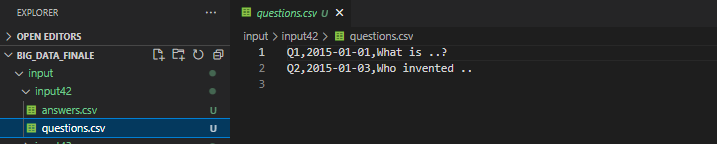 EXPLORER
...
questions.csv U ×
OPEN EDITORS
input > input42 > questions.csv
BIG_DATA_FINALE
1 Q1,2015-01-01,What is ..?
input
2 Q2,2015-01-03,Who invented ..
input42
3
answers.csv U
questions.csv U